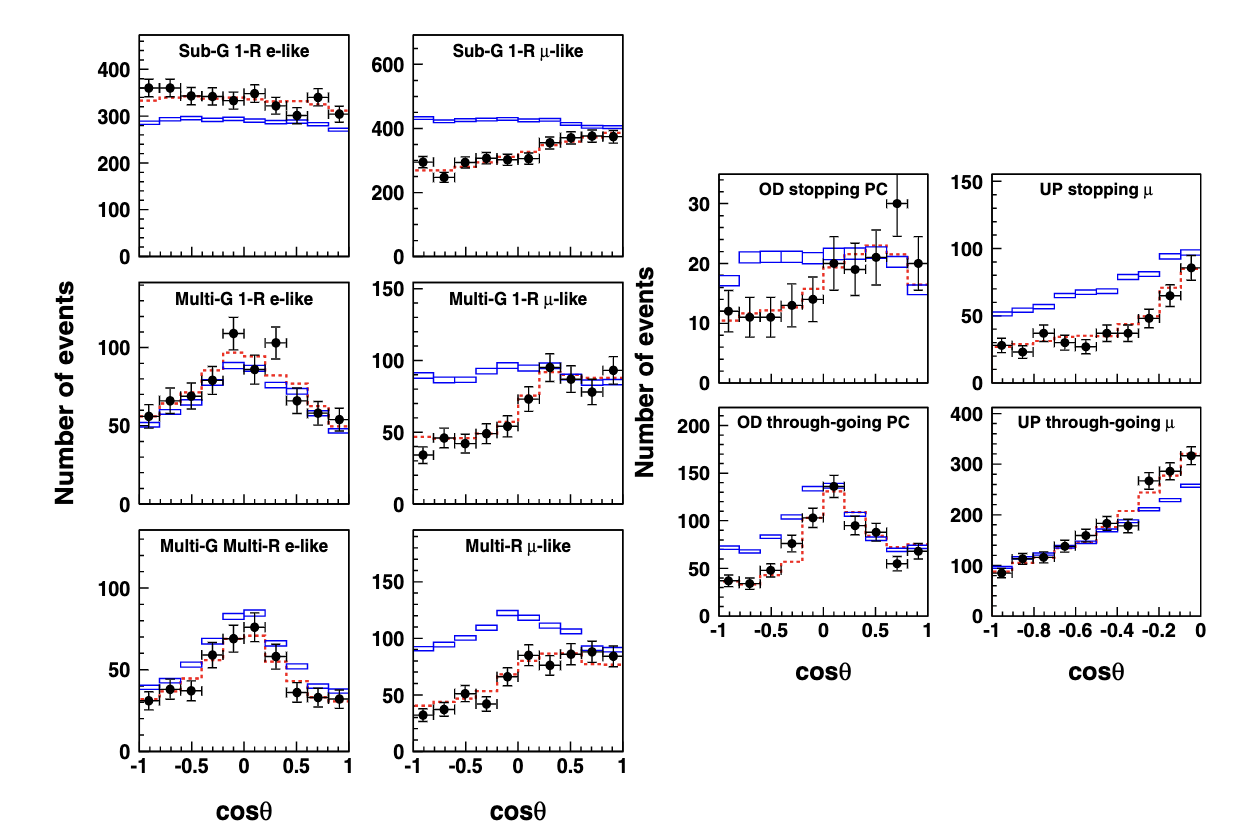 Number of events
Sub-G 1-R e-like
400
300
200
100
0
Sub-G 1-R μ-like
600
400
200
0
Multi-G 1-R e-like
100
50
0
Multi-G 1-R μ-like
150
100
50
0
Multi-G Multi-R e-like
100
50
0
-1 -0.5 0 0.5 1
cosθ
Multi-R μ-like
150
100
50
0
-1 -0.5 0 0.5 1
cosθ
Number of events
OD stopping PC
30
20
10
0
UP stopping μ
150
100
50
0
OD through-going PC
200
150
100
50
0
-1 -0.5 0 0.5 1
cosθ
UP through-going μ
400
300
200
100
0
-1 -0.8 -0.6 -0.4 -0.2 0
cosθ